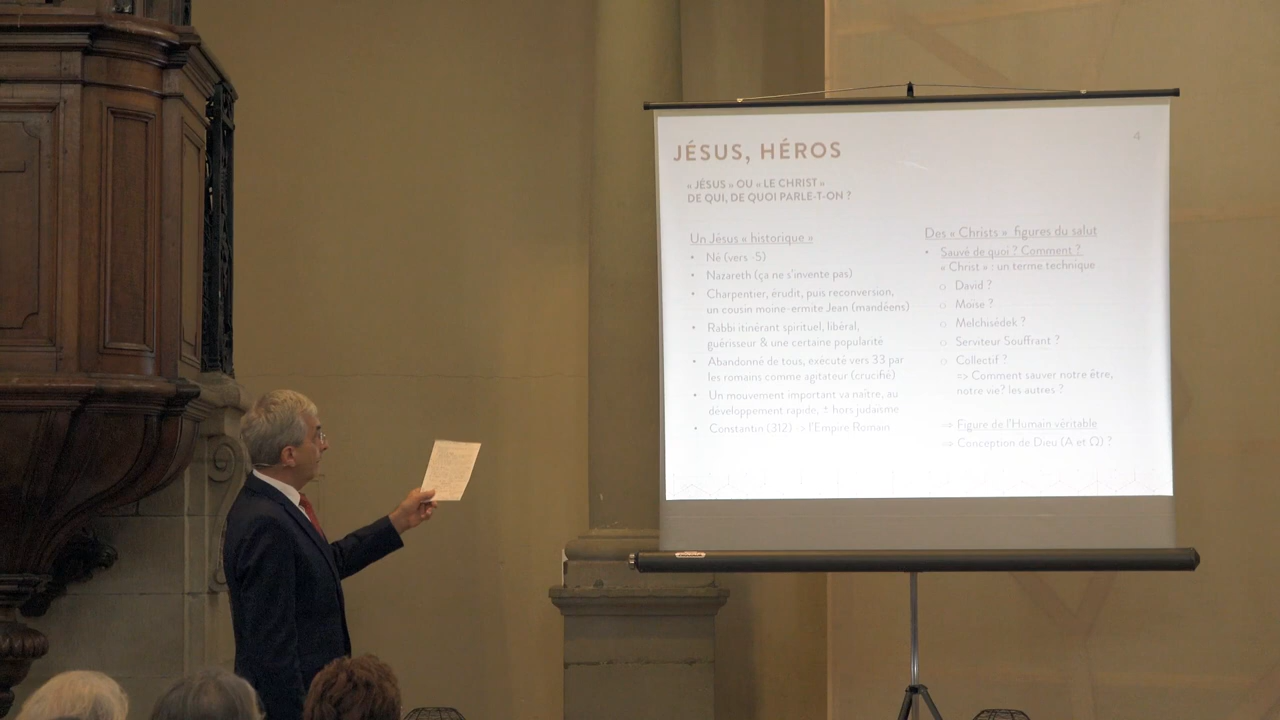 4
JÉSUS, HÉROS
« JÉSUS » OU « LE CHRIST »
DE QUI, DE QUOI PARLE-T-ON ?
Un Jésus « historique »
• Né (vers -5)
• Nazareth (ça ne s'invente pas)
• Charpentier, érudit, puis reconversion,
un cousin moine-ermite Jean (mandéens)
• Rabbi itinérant spirituel, libéral,
guérisseur & une certaine popularité
• Abandonné de tous, exécuté vers 33 par
les romains comme agitateur (crucifié)
• Un mouvement important va naître, au
développement rapide, ± hors judaïsme
• Constantin (312) -> l'Empire Romain
Des « Christs » figures du salut
• Sauvé de quoi ? Comment ?
« Christ » : un terme technique
o David ?
o Moïse ?
o Melchisédek ?
o Serviteur Souffrant ?
o Collectif ?
=> Comment sauver notre être,
notre vie? les autres ?
=> Figure de l'Humain véritable
=> Conception de Dieu (A et Ω) ?